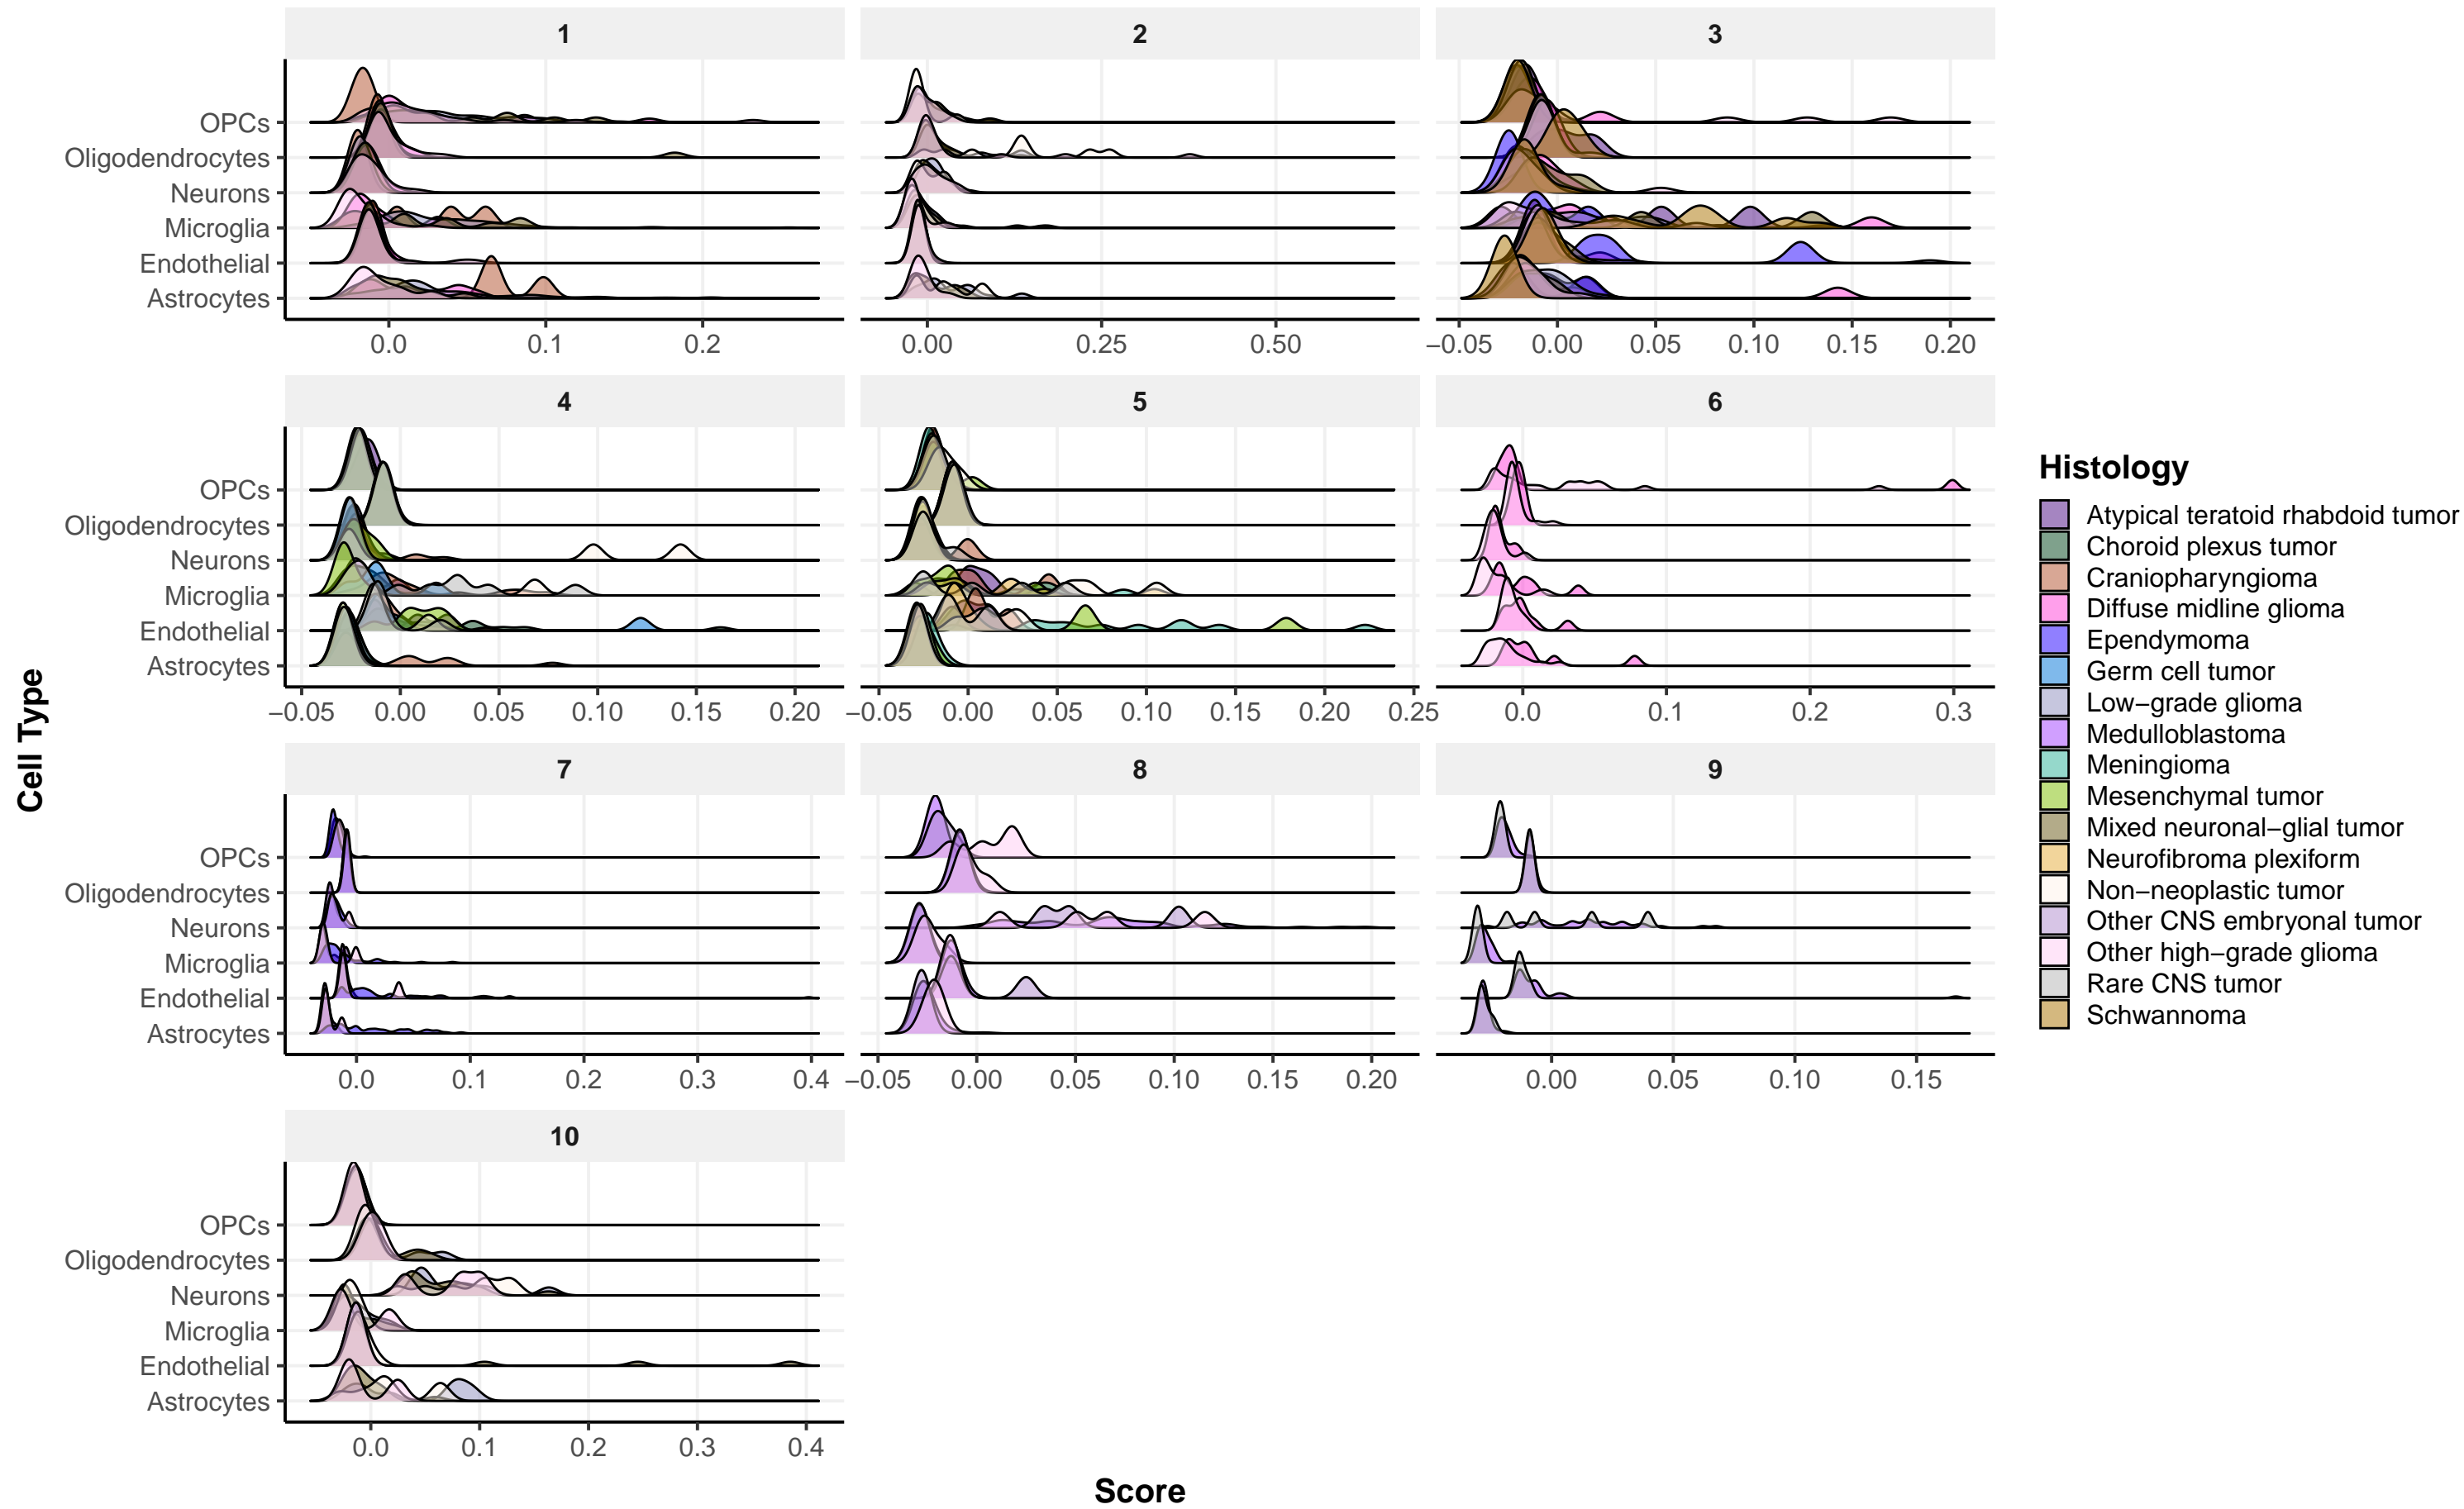 1
2
3
OPCs
Oligodendrocytes
Neurons
Microglia
Endothelial
Astrocytes
0.0 0.1 0.2
0.00 0.25 0.50
−0.05 0.00 0.05 0.10 0.15 0.20
4
5
6
OPCs
Oligodendrocytes
Neurons
Microglia
Endothelial
Astrocytes
−0.05 0.00 0.05 0.10 0.15 0.20
−0.05 0.00 0.05 0.10 0.15 0.20 0.25
0.0 0.1 0.2 0.3
7
8
9
OPCs
Oligodendrocytes
Neurons
Microglia
Endothelial
Astrocytes
0.0 0.1 0.2 0.3 0.4
−0.05 0.00 0.05 0.10 0.15 0.20
0.00 0.05 0.10 0.15
10
OPCs
Oligodendrocytes
Neurons
Microglia
Endothelial
Astrocytes
0.0 0.1 0.2 0.3 0.4
Cell Type
Score
Histology
Atypical teratoid rhabdoid tumor
Choroid plexus tumor
Craniopharyngioma
Diffuse midline glioma
Ependymoma
Germ cell tumor
Low−grade glioma
Medulloblastoma
Meningioma
Mesenchymal tumor
Mixed neuronal−glial tumor
Neurofibroma plexiform
Non−neoplastic tumor
Other CNS embryonal tumor
Other high−grade glioma
Rare CNS tumor
Schwannoma